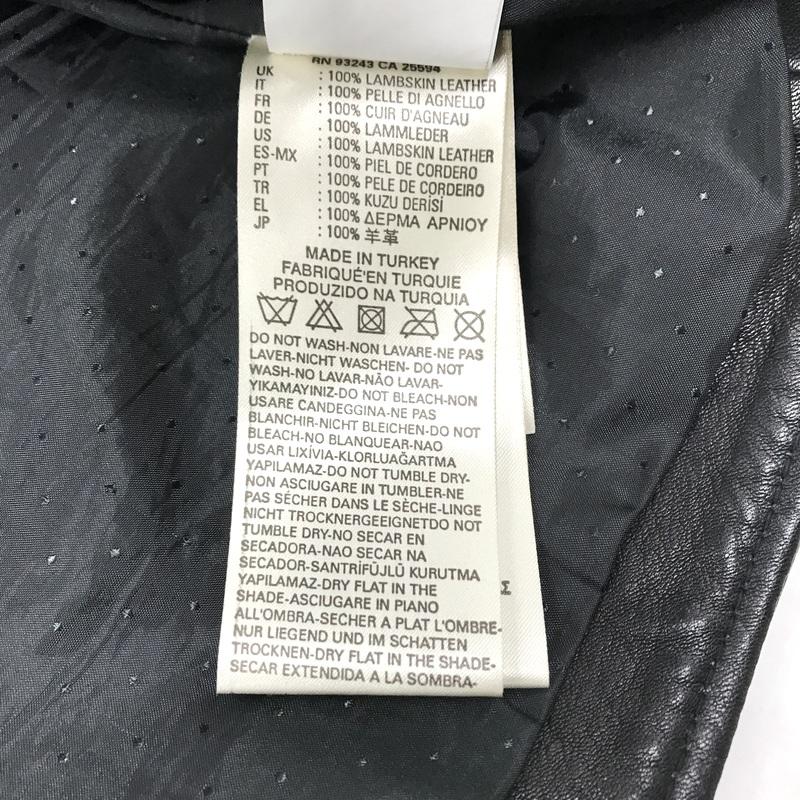 RN 93243 CA 25594
UK : 100% LAMBSKIN LEATHER
IT : 100% PELLE DI AGNELLO
FR : 100% CUIR D'AGNEAU
DE : 100% LAMMLEDER
US : 100% LAMBSKIN LEATHER
ES-MX : 100% PIEL DE CORDERO
PT : 100% PELE DE CORDEIRO
TR : 100% KUZU DERİSİ
EL : 100% ΔΕΡΜΑ ΑΡΝΙΟΥ
JP : 100% 羊革
MADE IN TURKEY
FABRIQUÉ'EN TURQUIE
PRODUZIDO NA TURQUIA
DO NOT WASH-NON LAVARE-NE PAS
LAVER-NICHT WASCHEN- DO NOT
WASH-NO LAVAR-NÃO LAVAR-
YIKAMAYINIZ-DO NOT BLEACH-NON
USARE CANDEGGINA-NE PAS
BLANCHIR-NICHT BLEICHEN-DO NOT
BLEACH-NO BLANQUEAR-NAO
USAR LIXÍVIA-KLORLUAĞARTMA
YAPILAMAZ-DO NOT TUMBLE DRY-
NON ASCIUGARE IN TUMBLER-NE
PAS SÉCHER DANS LE SÈCHE-LINGE
NICHT TROCKNERGEEIGNETDO NOT
TUMBLE DRY-NO SECAR EN
SECADORA-NAO SECAR NA
SECADOR-SANTRİFÜJLÜ KURUTMA
YAPILAMAZ-DRY FLAT IN THE
SHADE-ASCIUGARE IN PIANO
ALL'OMBRA-SECHER A PLAT L'OMBRE-
NUR LIEGEND UND IM SCHATTEN
TROCKNEN-DRY FLAT IN THE SHADE-
SECAR EXTENDIDA A LA SOMBRA-
Σ